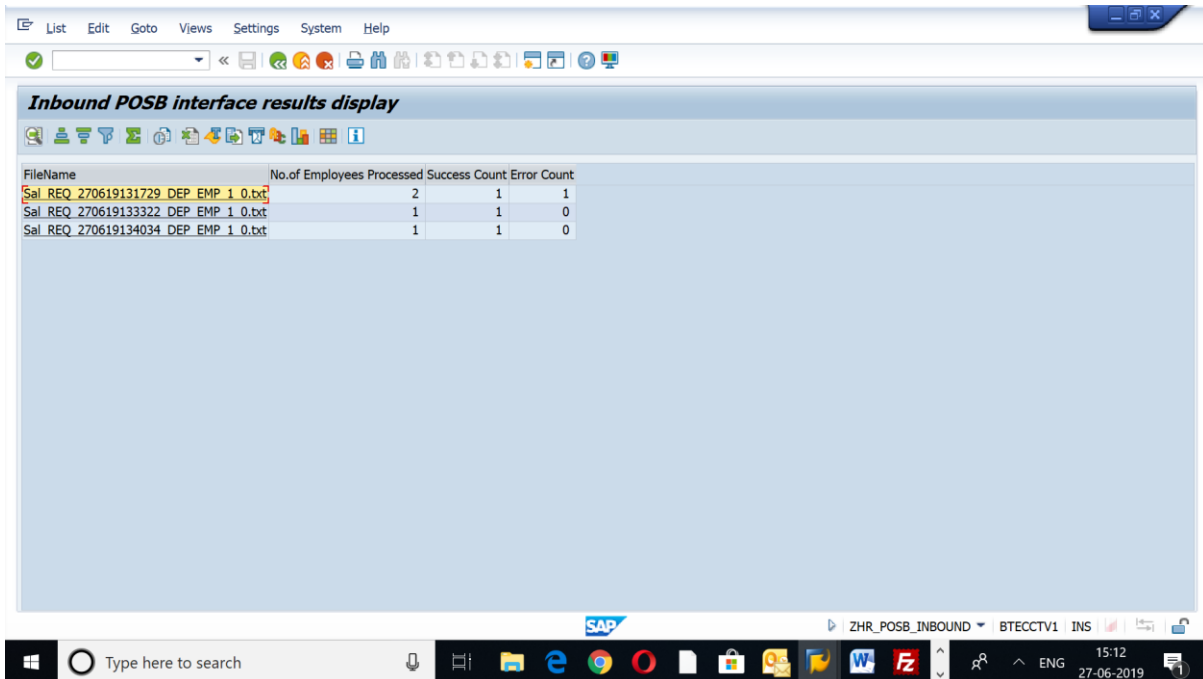 List Edit Goto Views Settings System Help
Inbound POSB interface results display
FileName No.of Employees Processed Success Count Error Count
Sal_REQ_270619131729_DEP_EMP_1_0.txt 2 1 1
Sal_REQ_270619133322_DEP_EMP_1_0.txt 1 1 0
Sal_REQ_270619134034_DEP_EMP_1_0.txt 1 1 0
SAP ZHR_POSB_INBOUND BTECCTV1 INS
Type here to search ENG 15:12
27-06-2019 1